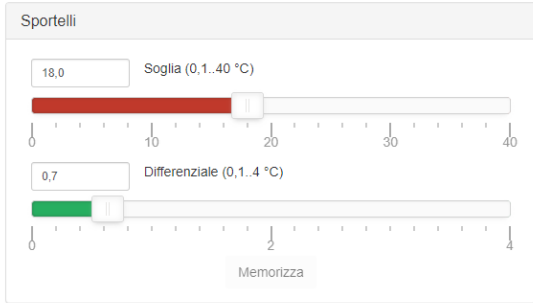 Sportelli
18,0 Soglia (0,1..40 °C)
0 10 20 30 40
0,7 Differenziale (0,1..4 °C)
0 2 4
Memorizza